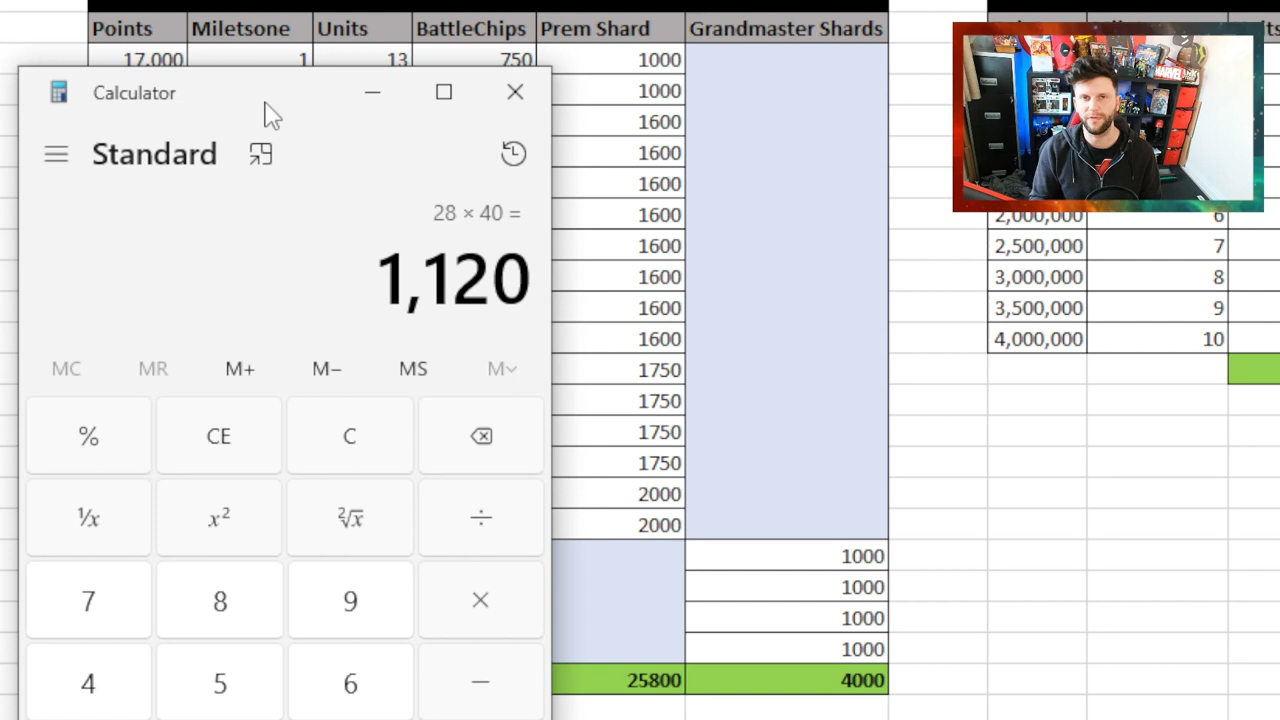 Points Miletsone Units BattleChips Prem Shard Grandmaster Shards
17,000 1 13 750 1000
Calculator
Standard
28 × 40 =
1,120
MC MR M+ M− MS M˅
% CE C
⅟x x² ²√x ÷
7 8 9 ×
4 5 6 −
1000
1600
1600
1600
1600
1600
1600
1600
1600
1750
1750
1750
1750
2000
2000
1000
1000
1000
1000
25800 4000
MARVEL
2,000,000 6
2,500,000 7
3,000,000 8
3,500,000 9
4,000,000 10